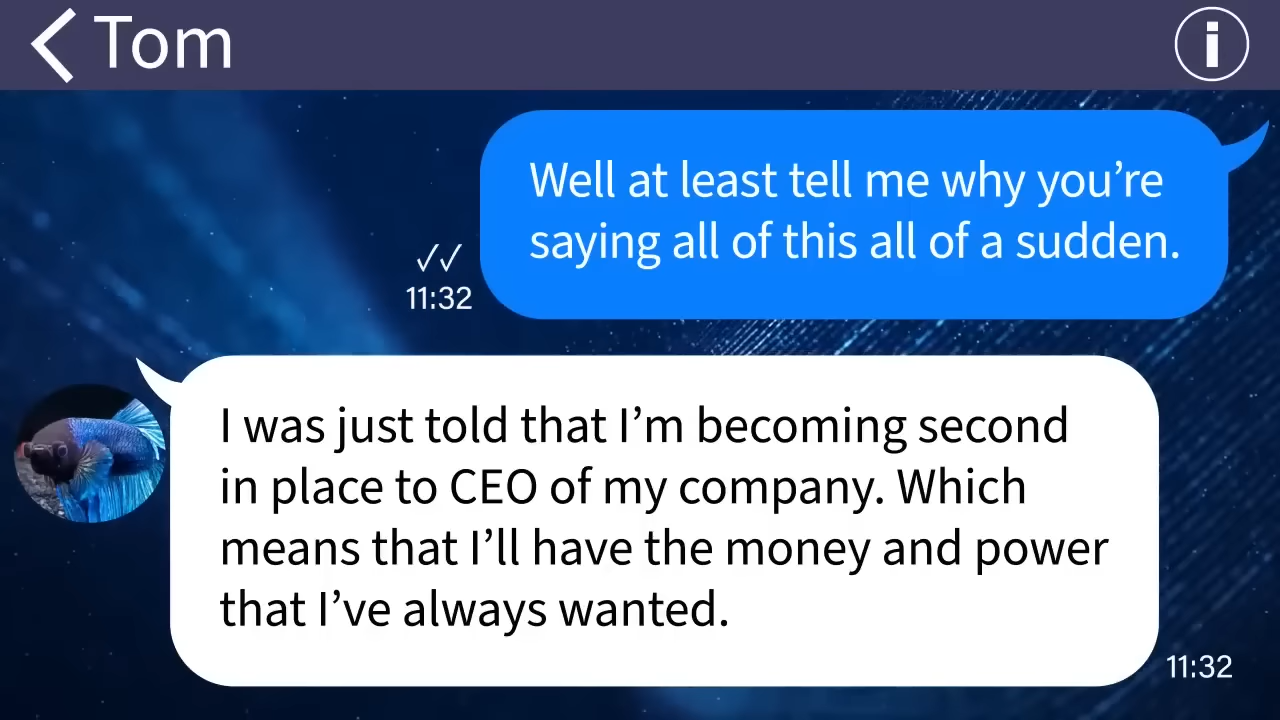 Tom
Well at least tell me why you’re
saying all of this all of a sudden.
11:32
I was just told that I’m becoming second
in place to CEO of my company. Which
means that I’ll have the money and power
that I’ve always wanted.
11:32